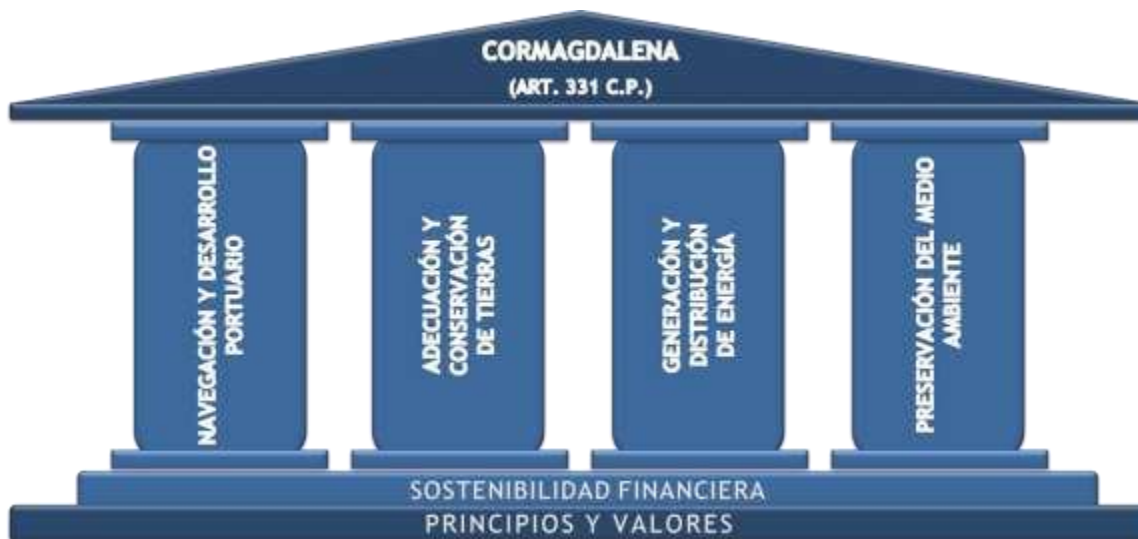 CORMAGDALENA
(ART. 331 C.P.)
NAVEGACIÓN Y DESARROLLO
PORTUARIO
ADECUACIÓN Y
CONSERVACIÓN
DE TIERRAS
GENERACIÓN Y
DISTRIBUCIÓN
DE ENERGÍA
PRESERVACIÓN DEL MEDIO
AMBIENTE
SOSTENIBILIDAD FINANCIERA
PRINCIPIOS Y VALORES